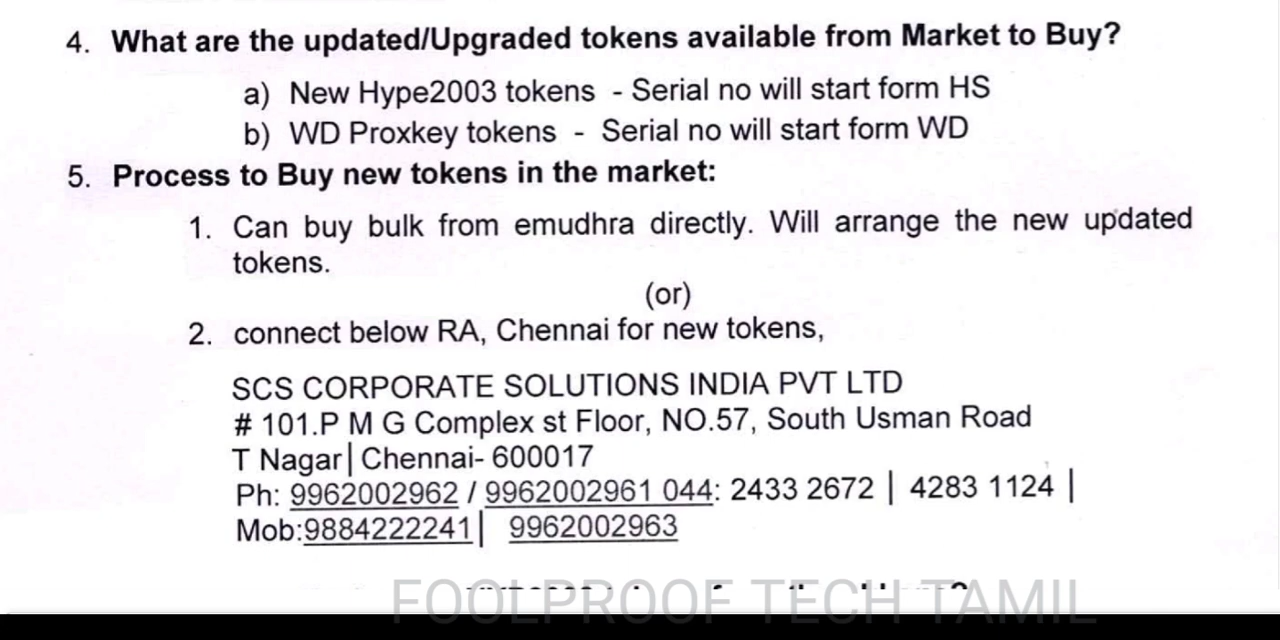 4. What are the updated/Upgraded tokens available from Market to Buy?
a) New Hype2003 tokens - Serial no will start form HS
b) WD Proxkey tokens - Serial no will start form WD
5. Process to Buy new tokens in the market:
1. Can buy bulk from emudhra directly. Will arrange the new updated
tokens.
(or)
2. connect below RA, Chennai for new tokens,
SCS CORPORATE SOLUTIONS INDIA PVT LTD
# 101.P M G Complex st Floor, NO.57, South Usman Road
T Nagar| Chennai- 600017
Ph: 9962002962 / 9962002961 044: 2433 2672 | 4283 1124 |
Mob:9884222241| 9962002963
FOOLPROOF TECH TAMIL